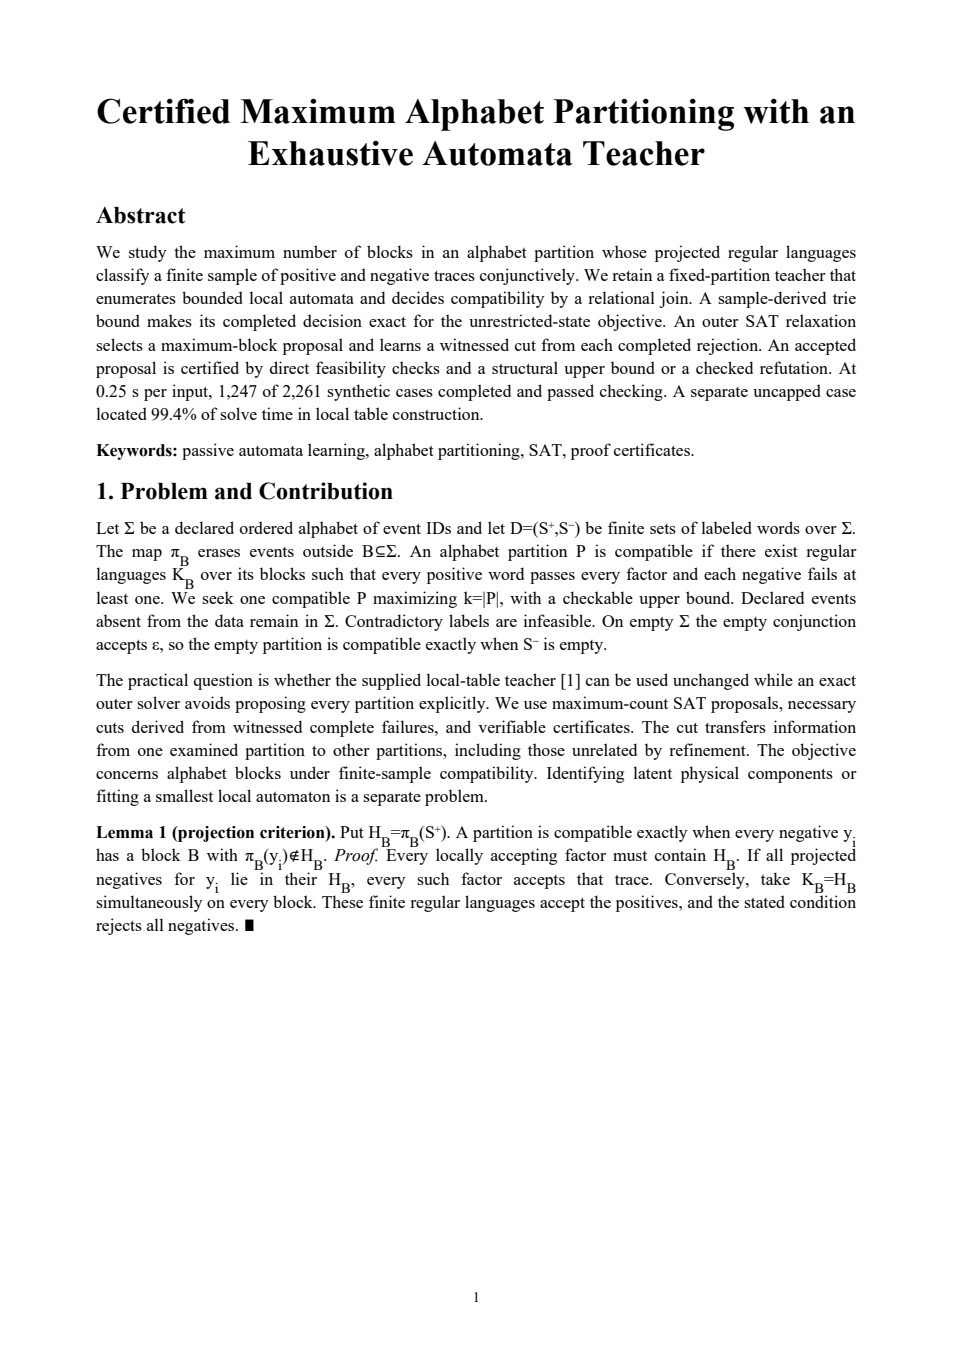 Certified Maximum Alphabet Partitioning with an
Exhaustive Automata Teacher
Abstract
We study the maximum number of blocks in an alphabet partition whose projected regular languages
classify a finite sample of positive and negative traces conjunctively. We retain a fixed-partition teacher that
enumerates bounded local automata and decides compatibility by a relational join. A sample-derived trie
bound makes its completed decision exact for the unrestricted-state objective. An outer SAT relaxation
selects a maximum-block proposal and learns a witnessed cut from each completed rejection. An accepted
proposal is certified by direct feasibility checks and a structural upper bound or a checked refutation. At
0.25 s per input, 1,247 of 2,261 synthetic cases completed and passed checking. A separate uncapped case
located 99.4% of solve time in local table construction.
Keywords: passive automata learning, alphabet partitioning, SAT, proof certificates.
1. Problem and Contribution
Let Σ be a declared ordered alphabet of event IDs and let D=(S⁺,S⁻) be finite sets of labeled words over Σ.
The map π_B erases events outside B⊆Σ. An alphabet partition P is compatible if there exist regular
languages K_B over its blocks such that every positive word passes every factor and each negative fails at
least one. We seek one compatible P maximizing k=|P|, with a checkable upper bound. Declared events
absent from the data remain in Σ. Contradictory labels are infeasible. On empty Σ the empty conjunction
accepts ε, so the empty partition is compatible exactly when S⁻ is empty.
The practical question is whether the supplied local-table teacher [1] can be used unchanged while an exact
outer solver avoids proposing every partition explicitly. We use maximum-count SAT proposals, necessary
cuts derived from witnessed complete failures, and verifiable certificates. The cut transfers information
from one examined partition to other partitions, including those unrelated by refinement. The objective
concerns alphabet blocks under finite-sample compatibility. Identifying latent physical components or
fitting a smallest local automaton is a separate problem.
Lemma 1 (projection criterion). Put H_B=π_B(S⁺). A partition is compatible exactly when every negative y_i
has a block B with π_B(y_i)∉H_B. Proof. Every locally accepting factor must contain H_B. If all projected
negatives for y_i lie in their H_B, every such factor accepts that trace. Conversely, take K_B=H_B
simultaneously on every block. These finite regular languages accept the positives, and the stated condition
rejects all negatives. ∎
1